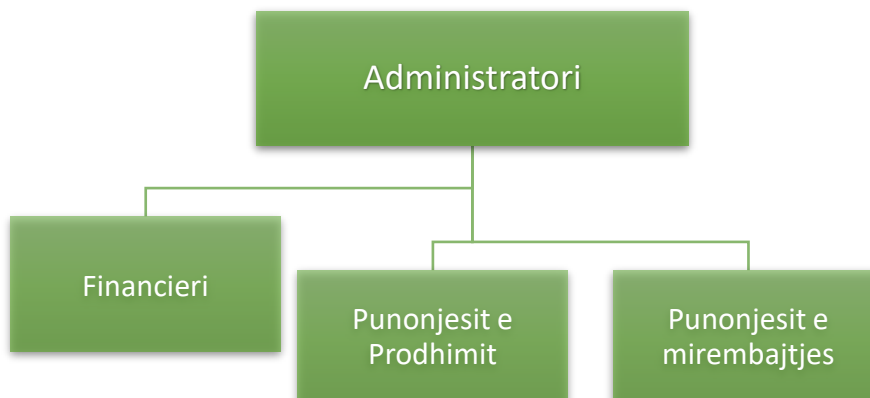 Administratori
Financieri
Punonjesit e
Prodhimit
Punonjesit e
mirembajtjes